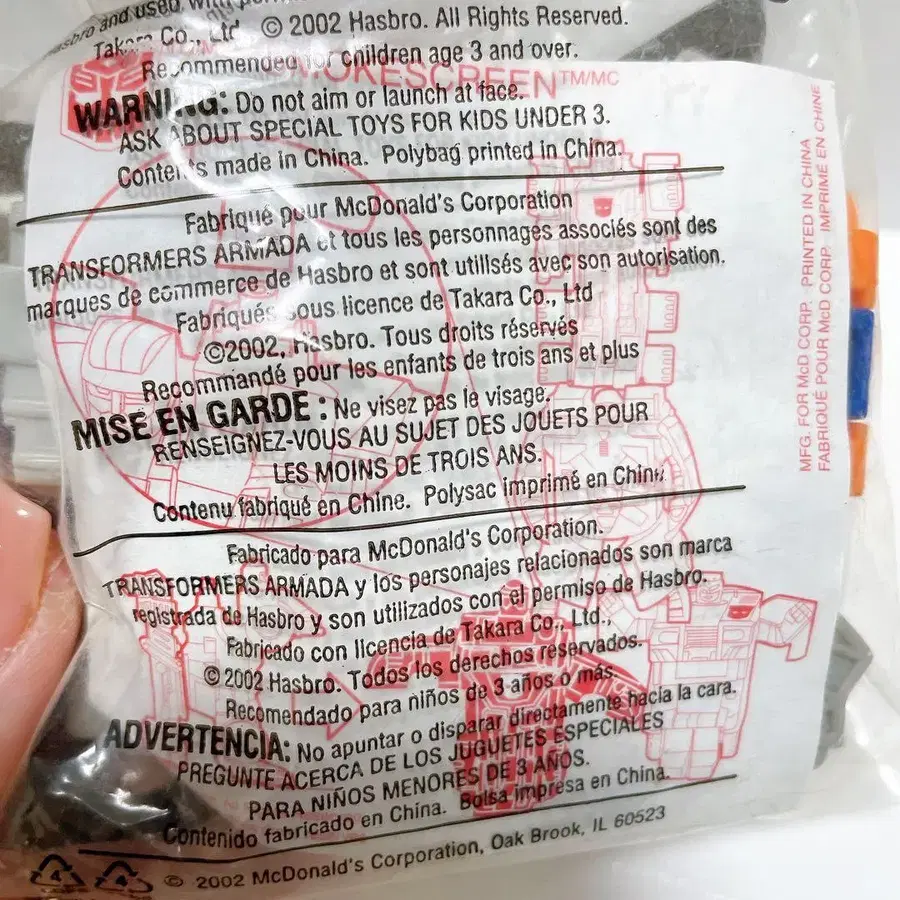 Hasbro and used with
Takara Co., Ltd © 2002 Hasbro. All Rights Reserved.
Recommended for children age 3 and over.
SMOKESCREEN™/MC
WARNING: Do not aim or launch at face.
ASK ABOUT SPECIAL TOYS FOR KIDS UNDER 3.
Contents made in China. Polybag printed in China.
Fabriqué pour McDonald's Corporation
TRANSFORMERS ARMADA et tous les personnages associés sont des
marques de commerce de Hasbro et sont utilisés avec son autorisation.
Fabriqués sous licence de Takara Co., Ltd
©2002, Hasbro. Tous droits réservés
Recommandé pour les enfants de trois ans et plus
MISE EN GARDE : Ne visez pas le visage.
RENSEIGNEZ-VOUS AU SUJET DES JOUETS POUR
LES MOINS DE TROIS ANS.
Contenu fabriqué en Chine. Polysac imprimé en Chine.
Fabricado para McDonald's Corporation.
TRANSFORMERS ARMADA y los personajes relacionados son marca
registrada de Hasbro y son utilizados con el permiso de Hasbro.
Fabricado con licencia de Takara Co., Ltd.,
© 2002 Hasbro. Todos los derechos reservados.
Recomendado para niños de 3 años o más.
ADVERTENCIA: No apuntar o disparar directamente hacia la cara.
PREGUNTE ACERCA DE LOS JUGUETES ESPECIALES
PARA NIÑOS MENORES DE 3 AÑOS.
Contenido fabricado en China. Bolsa impresa en China.
4 4 © 2002 McDonald's Corporation, Oak Brook, IL 60523
MFG. FOR McD CORP. PRINTED IN CHINA
FABRIQUÉ POUR McD CORP. IMPRIMÉ EN CHINE